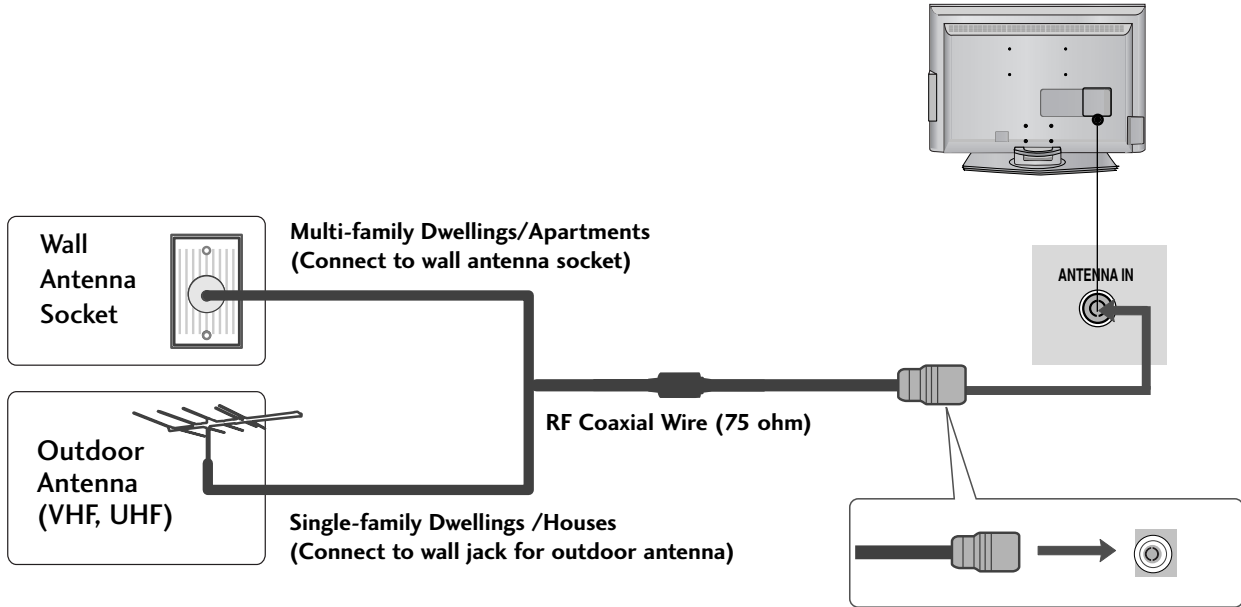 Wall
Antenna
Socket
Multi-family Dwellings/Apartments
(Connect to wall antenna socket)
ANTENNA IN
RF Coaxial Wire (75 ohm)
Outdoor
Antenna
(VHF, UHF)
Single-family Dwellings /Houses
(Connect to wall jack for outdoor antenna)